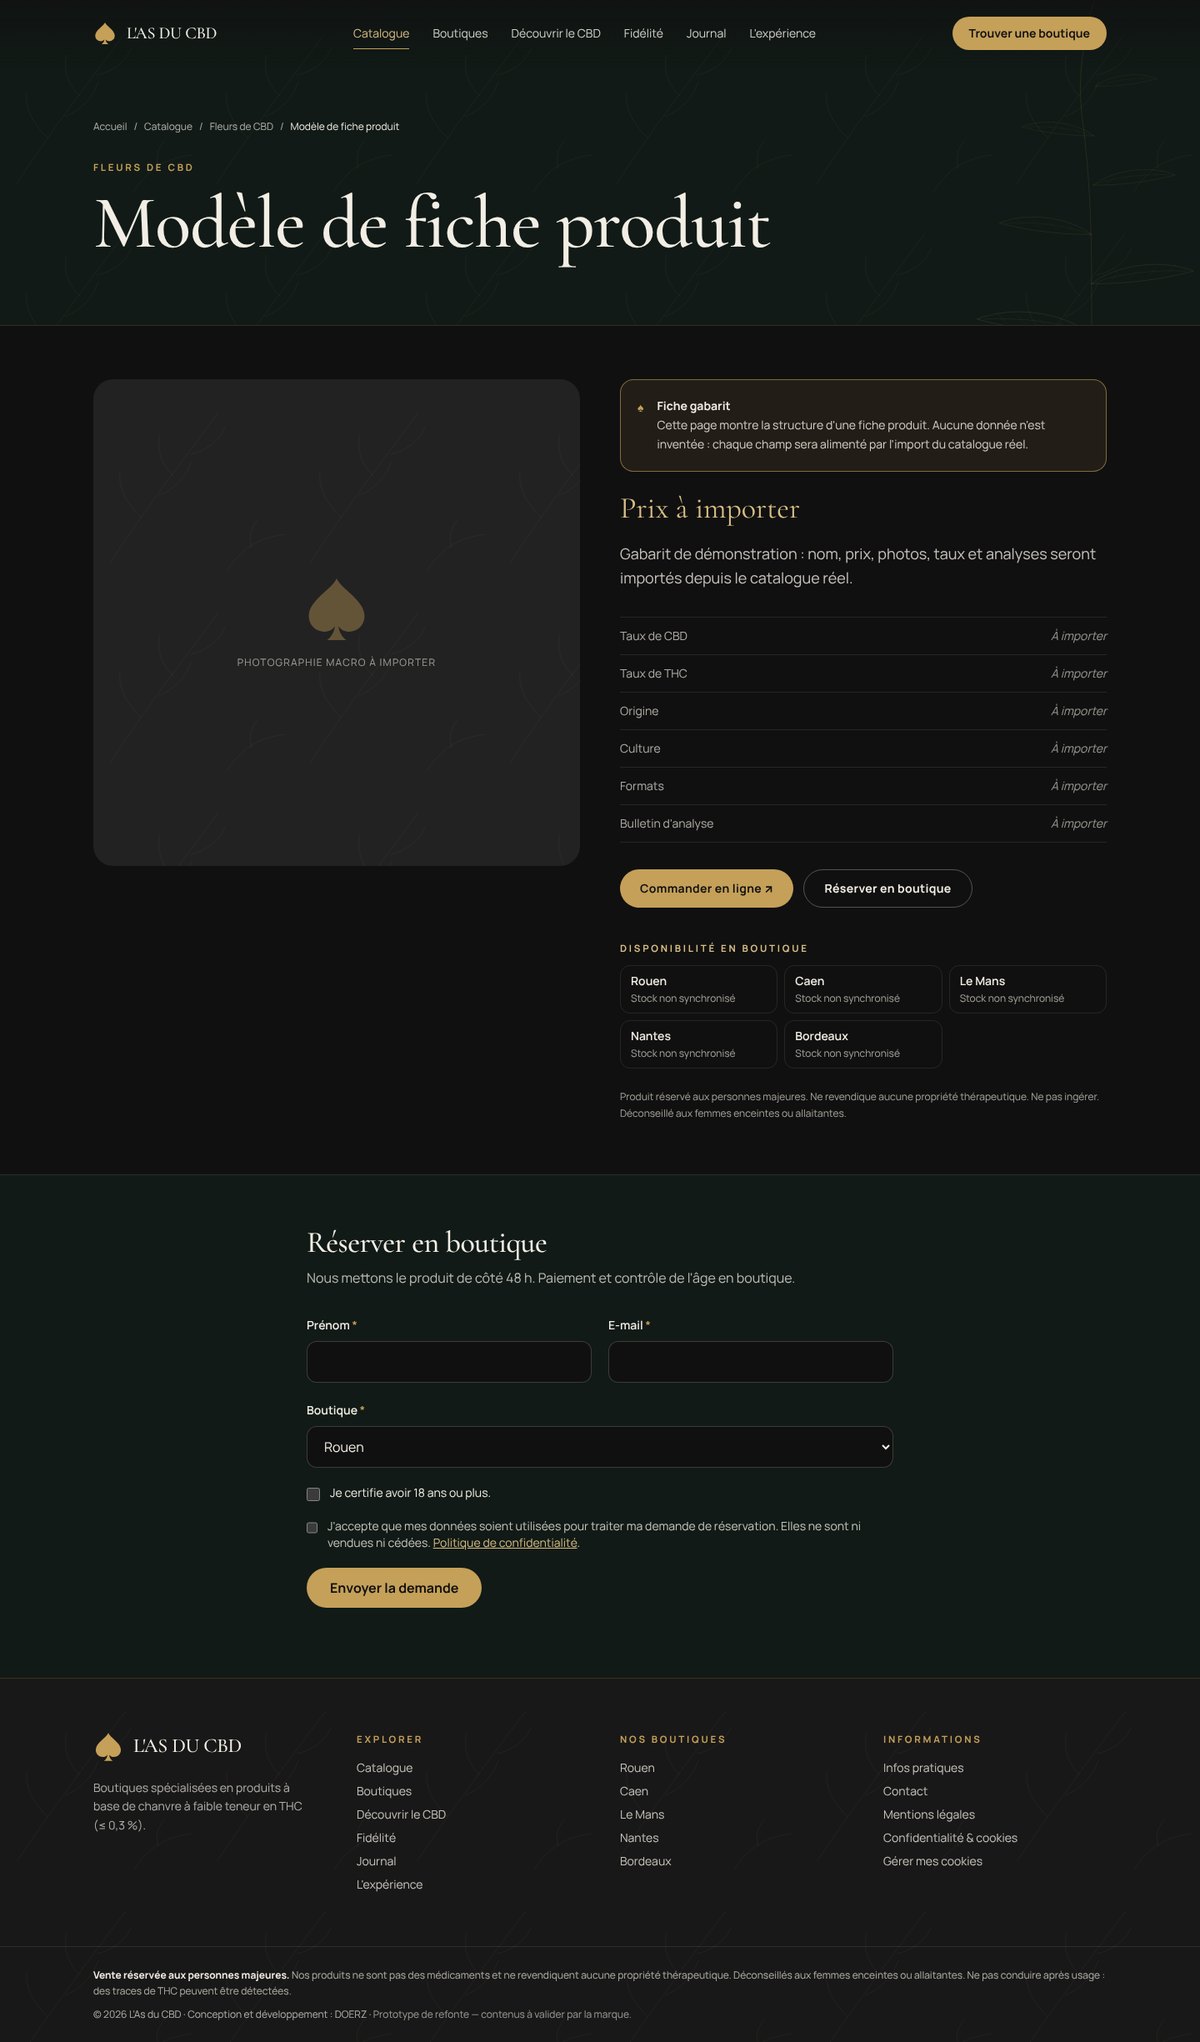 L'AS DU CBD
Catalogue
Boutiques
Découvrir le CBD
Fidélité
Journal
L'expérience
Trouver une boutique
Accueil / Catalogue / Fleurs de CBD / Modèle de fiche produit
FLEURS DE CBD
Modèle de fiche produit
PHOTOGRAPHIE MACRO À IMPORTER
Fiche gabarit
Cette page montre la structure d'une fiche produit. Aucune donnée n'est
inventée : chaque champ sera alimenté par l'import du catalogue réel.
Prix à importer
Gabarit de démonstration : nom, prix, photos, taux et analyses seront
importés depuis le catalogue réel.
Taux de CBD À importer
Taux de THC À importer
Origine À importer
Culture À importer
Formats À importer
Bulletin d'analyse À importer
Commander en ligne ↗
Réserver en boutique
DISPONIBILITÉ EN BOUTIQUE
Rouen
Stock non synchronisé
Caen
Stock non synchronisé
Le Mans
Stock non synchronisé
Nantes
Stock non synchronisé
Bordeaux
Stock non synchronisé
Produit réservé aux personnes majeures. Ne revendique aucune propriété thérapeutique. Ne pas ingérer.
Déconseillé aux femmes enceintes ou allaitantes.
Réserver en boutique
Nous mettons le produit de côté 48 h. Paiement et contrôle de l'âge en boutique.
Prénom *
E-mail *
Boutique *
Rouen
Je certifie avoir 18 ans ou plus.
J'accepte que mes données soient utilisées pour traiter ma demande de réservation. Elles ne sont ni
vendues ni cédées. Politique de confidentialité.
Envoyer la demande
L'AS DU CBD
Boutiques spécialisées en produits à
base de chanvre à faible teneur en THC
(≤ 0,3 %).
EXPLORER
Catalogue
Boutiques
Découvrir le CBD
Fidélité
Journal
L'expérience
NOS BOUTIQUES
Rouen
Caen
Le Mans
Nantes
Bordeaux
INFORMATIONS
Infos pratiques
Contact
Mentions légales
Confidentialité & cookies
Gérer mes cookies
Vente réservée aux personnes majeures. Nos produits ne sont pas des médicaments et ne revendiquent aucune propriété thérapeutique. Déconseillés aux femmes enceintes ou allaitantes. Ne pas conduire après usage :
des traces de THC peuvent être détectées.
© 2026 L'As du CBD · Conception et développement : DOERZ · Prototype de refonte — contenus à valider par la marque.